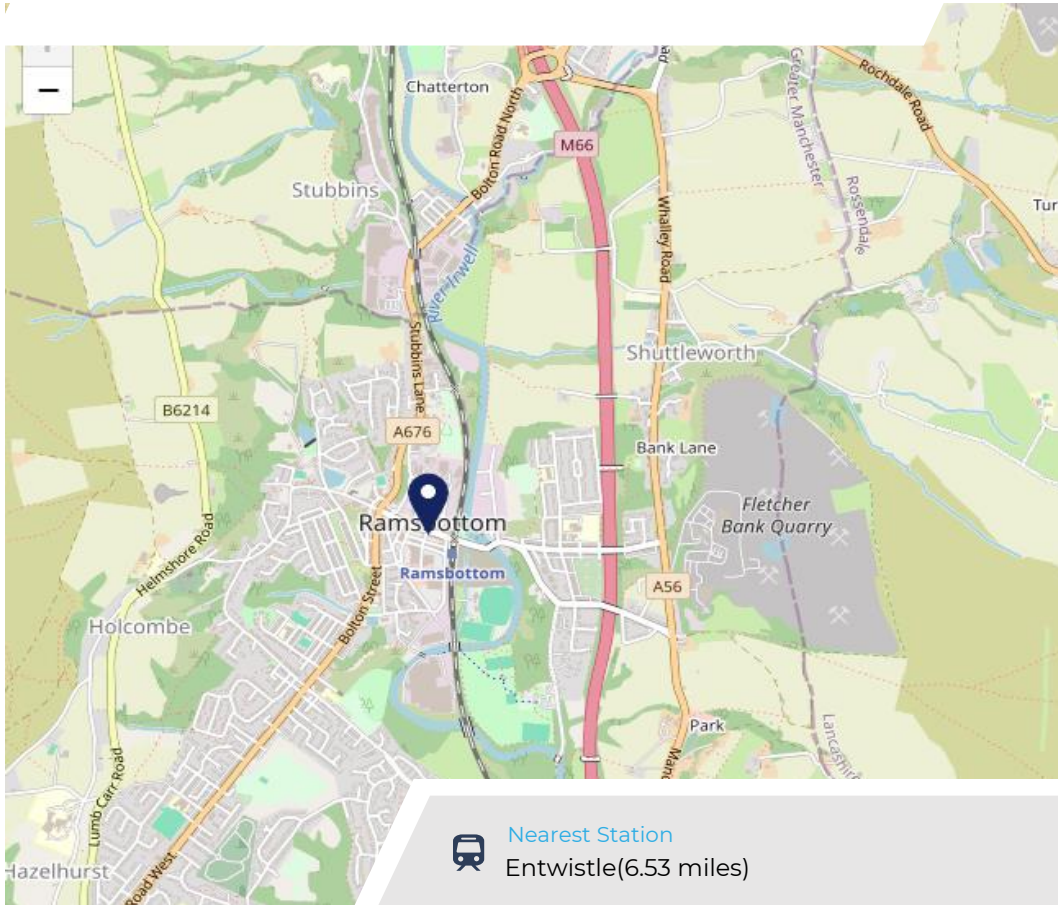 −
Chatterton
Bolton Road North
M66
Greater Manchester
Rossendale
Rochdale Road
Stubbins
Tur
Whalley Road
River Irwell
Stubbins Lane
Shuttleworth
B6214
A676
Bank Lane
Fletcher
Bank Quarry
Ramsbottom
Ramsbottom
Helmshore Road
A56
Bolton Street
Holcombe
Park
Lancashire
Manc
Lumb Carr Road
Hazelhurst
Road West
Nearest Station
Entwistle(6.53 miles)